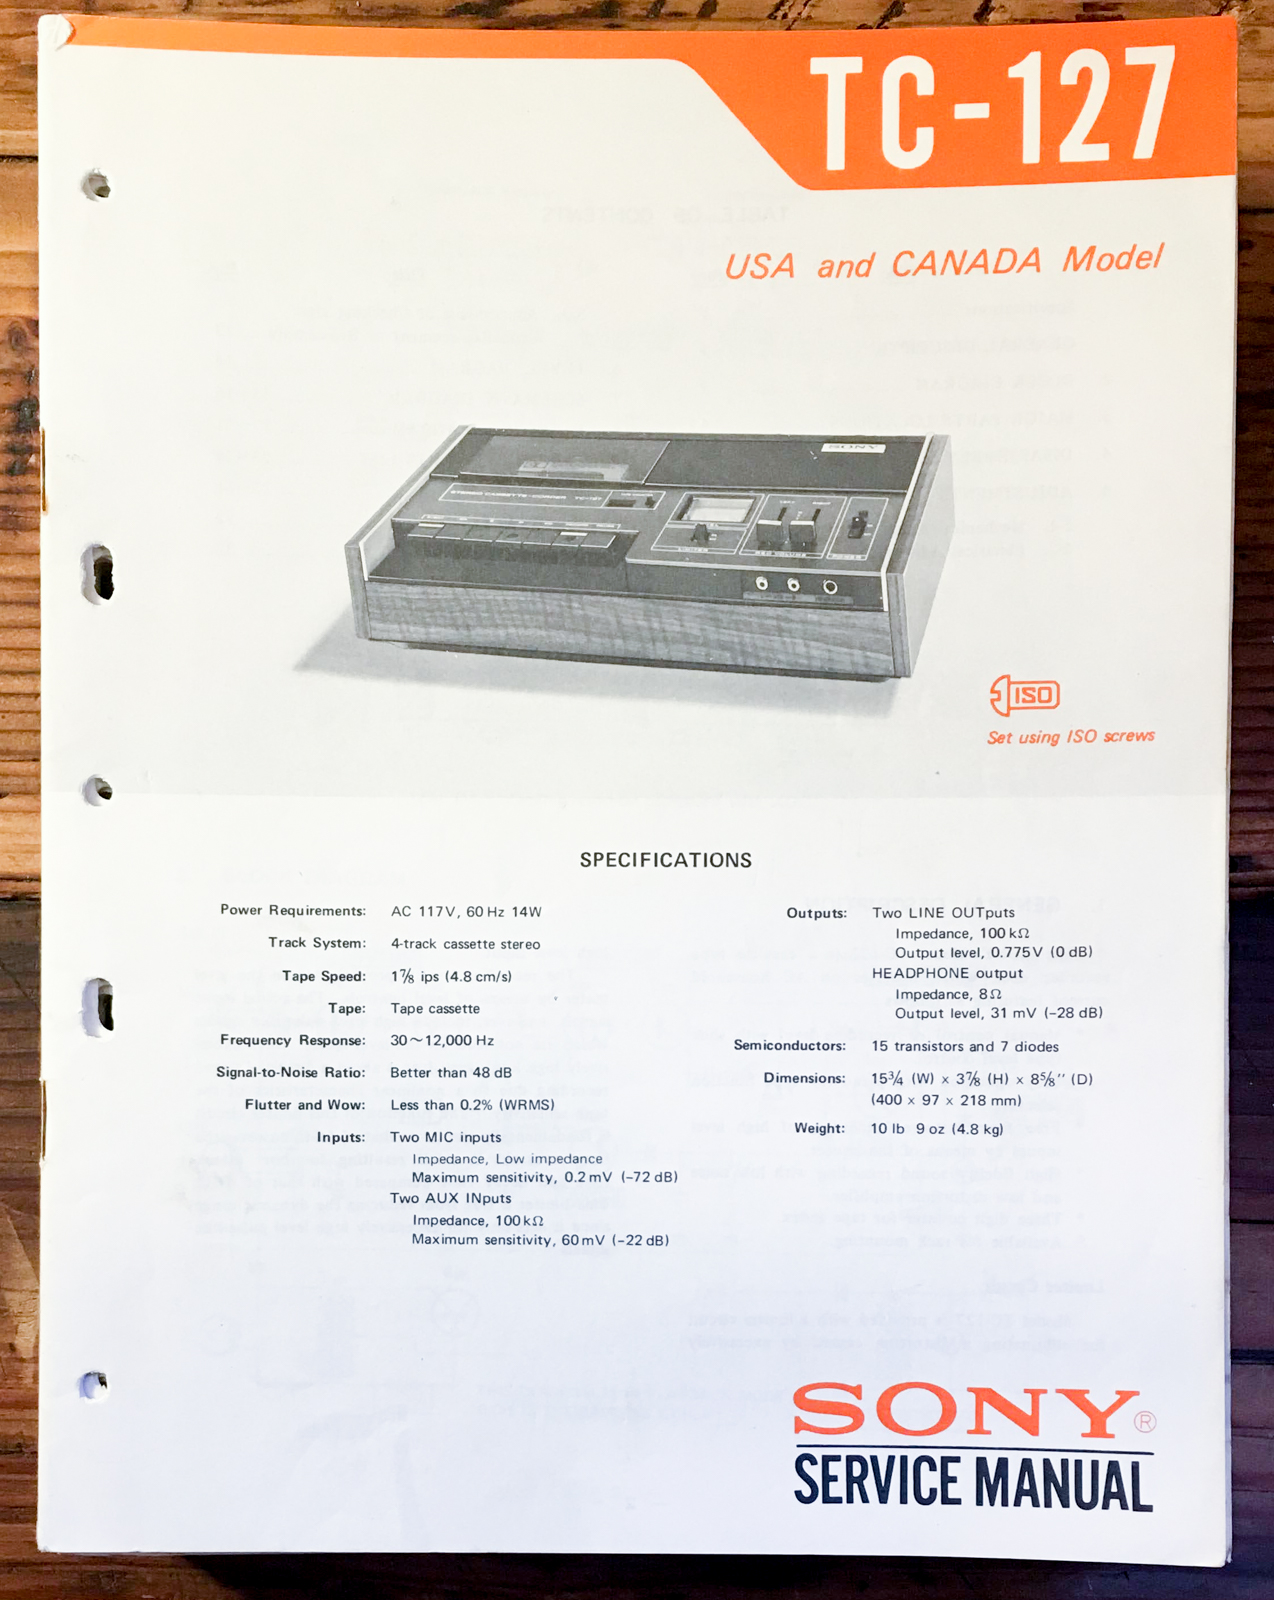 TC-127
USA and CANADA Model
SONY
STEREO CASSETTE-CORDER TC-127
ISO
Set using ISO screws
SPECIFICATIONS
Power Requirements: AC 117V, 60 Hz 14W
Track System: 4-track cassette stereo
Tape Speed: 1⅞ ips (4.8 cm/s)
Tape: Tape cassette
Frequency Response: 30~12,000 Hz
Signal-to-Noise Ratio: Better than 48 dB
Flutter and Wow: Less than 0.2% (WRMS)
Inputs: Two MIC inputs
Impedance, Low impedance
Maximum sensitivity, 0.2 mV (-72 dB)
Two AUX INputs
Impedance, 100 kΩ
Maximum sensitivity, 60 mV (-22 dB)
Outputs: Two LINE OUTputs
Impedance, 100 kΩ
Output level, 0.775 V (0 dB)
HEADPHONE output
Impedance, 8 Ω
Output level, 31 mV (-28 dB)
Semiconductors: 15 transistors and 7 diodes
Dimensions: 15¾ (W) x 3⅞ (H) x 8⅝" (D)
(400 x 97 x 218 mm)
Weight: 10 lb 9 oz (4.8 kg)
SONY®
SERVICE MANUAL